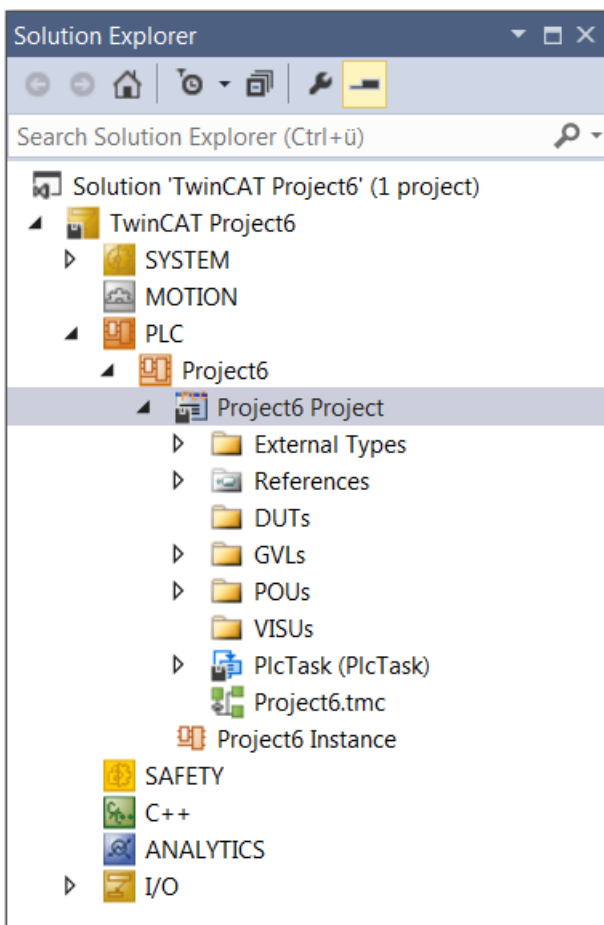 Solution Explorer
Search Solution Explorer (Ctrl+ü)
Solution 'TwinCAT Project6' (1 project)
TwinCAT Project6
SYSTEM
MOTION
PLC
Project6
Project6 Project
External Types
References
DUTs
GVLs
POUs
VISUs
PlcTask (PlcTask)
Project6.tmc
Project6 Instance
SAFETY
C++
ANALYTICS
I/O